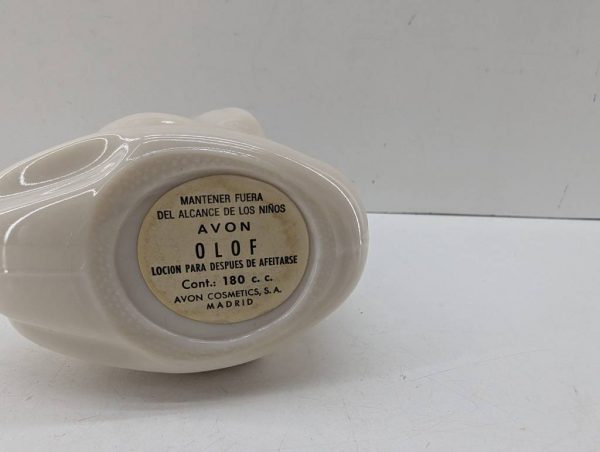 MANTENER FUERA
DEL ALCANCE DE LOS NIÑOS
AVON
OLOF
LOCION PARA DESPUES DE AFEITARSE
Cont.: 180 c. c.
AVON COSMETICS, S. A.
MADRID